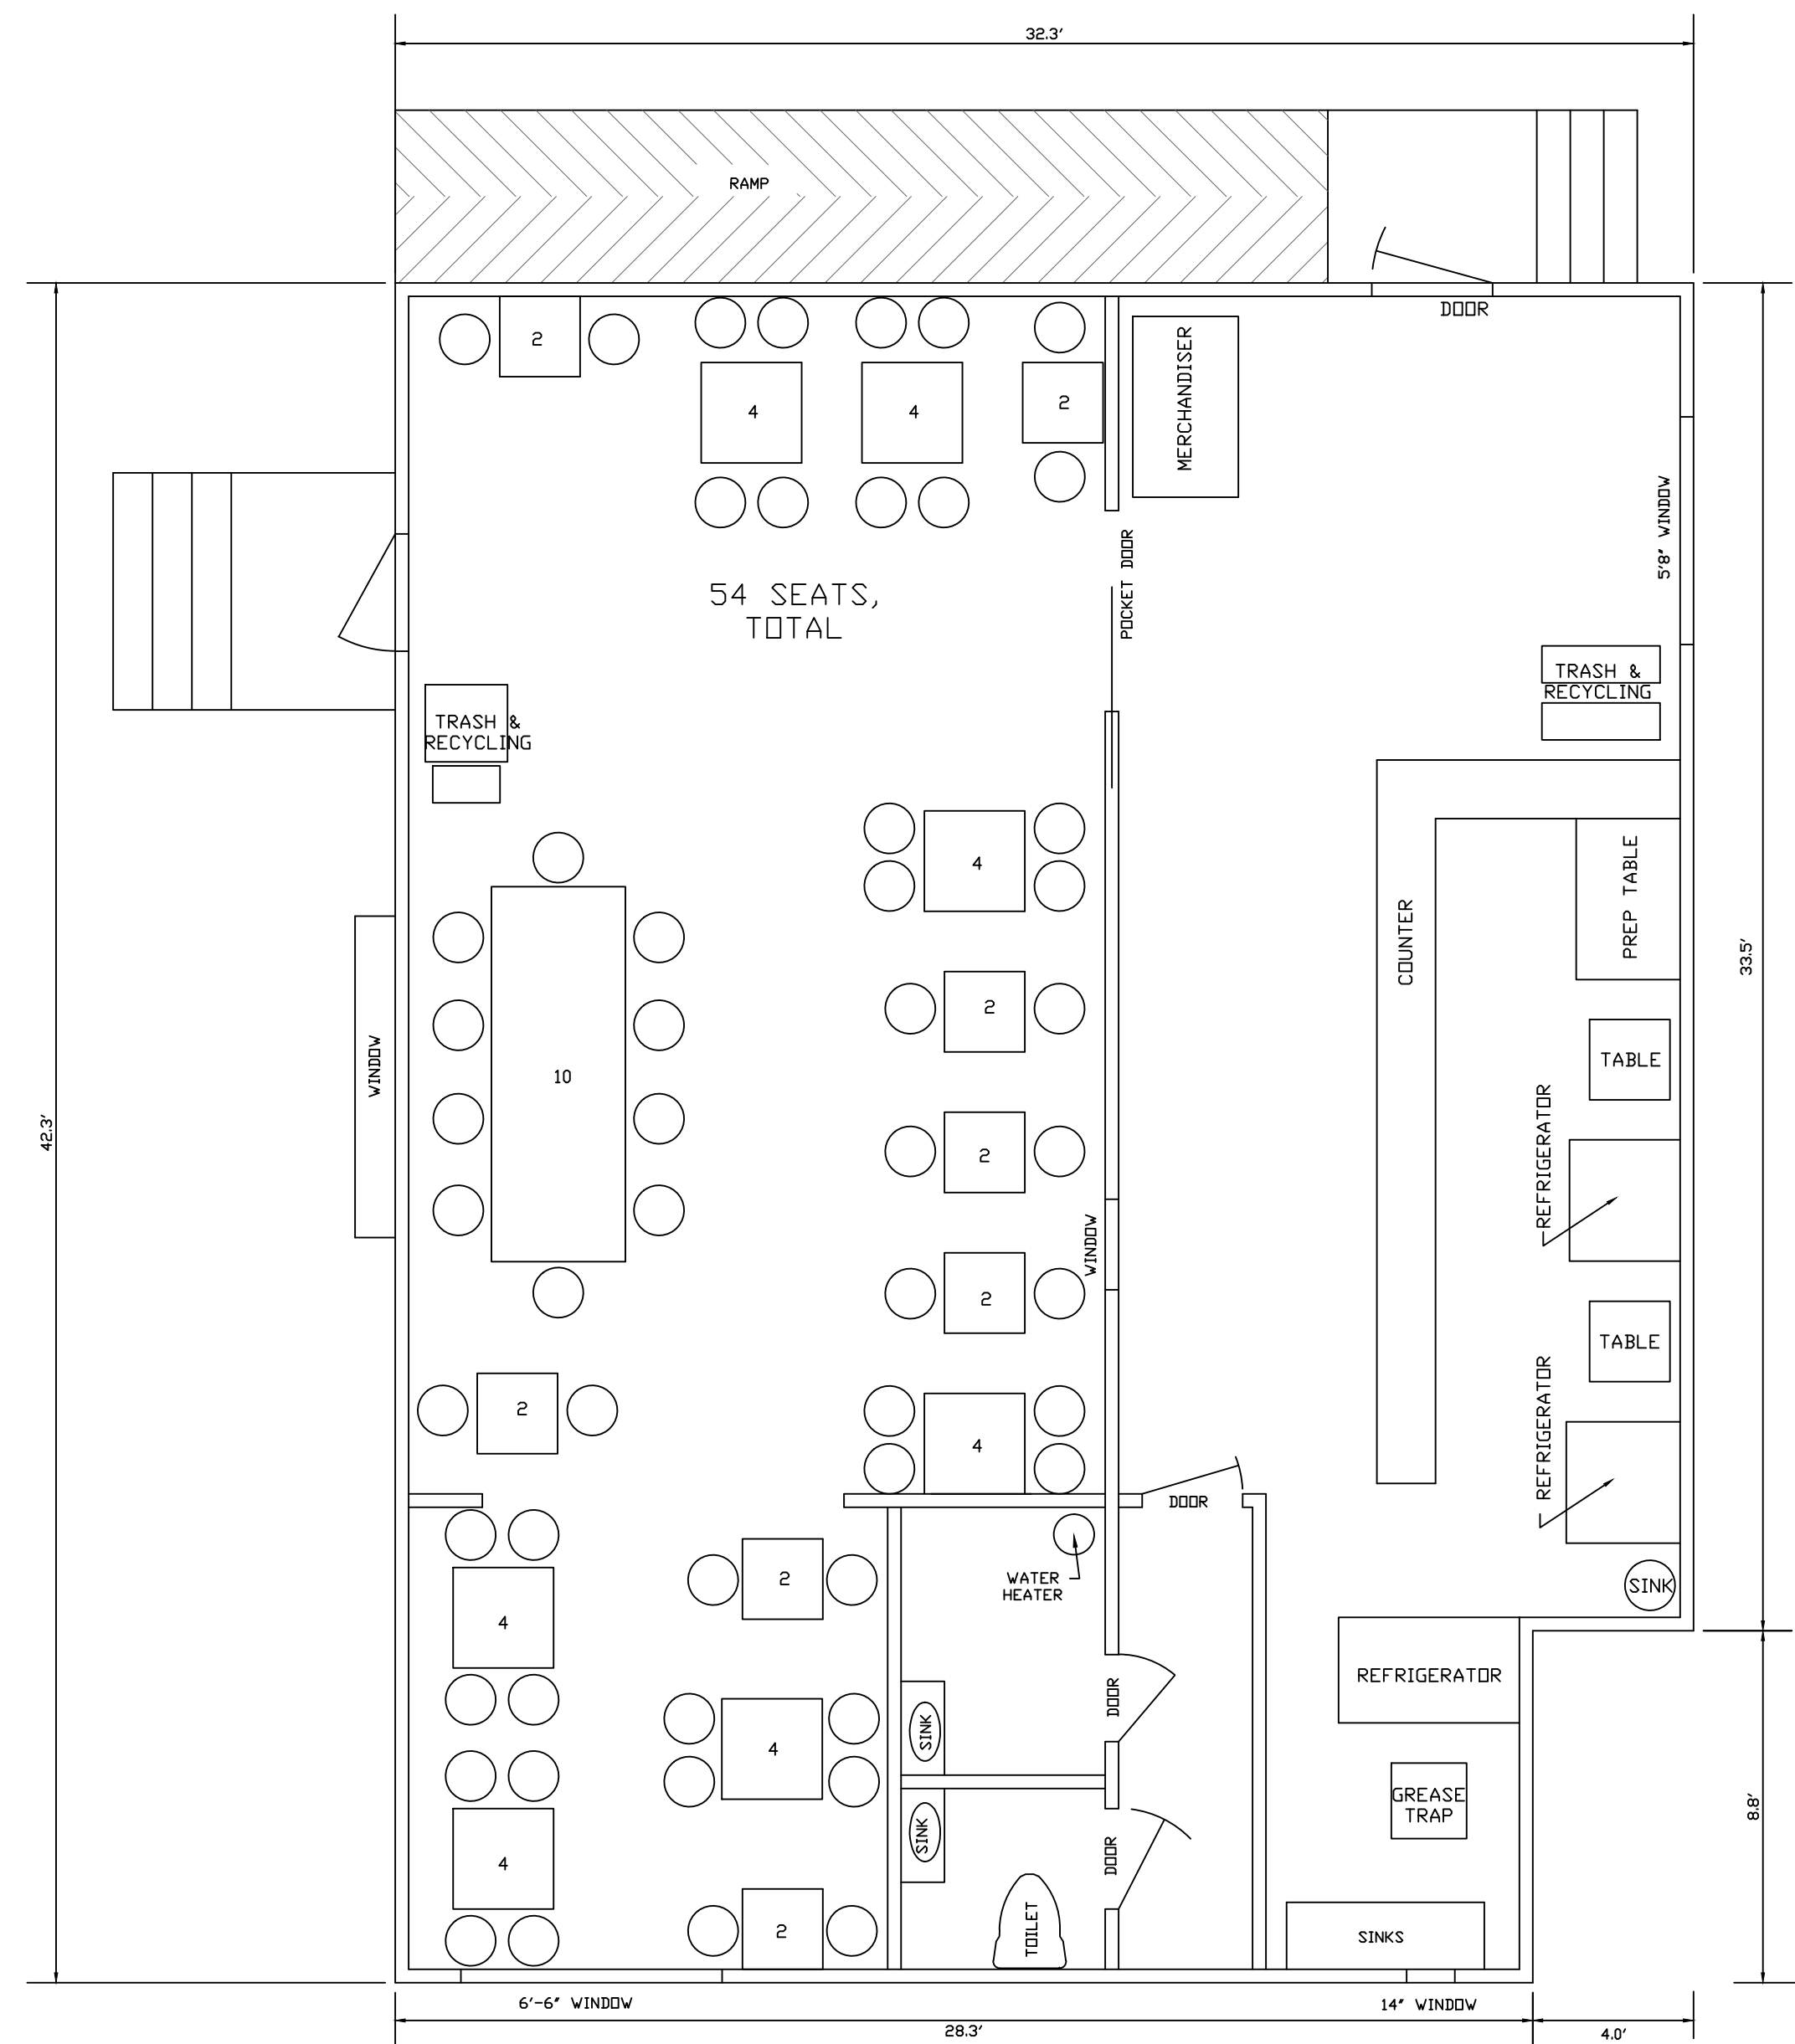 32.3'
RAMP
DOOR
2
4
4
2
MERCHANDISER
5'8" WINDOW
POCKET DOOR
54 SEATS,
TOTAL
TRASH &
RECYCLING
TRASH &
RECYCLING
4
PREP TABLE
COUNTER
33.5'
2
WINDOW
10
TABLE
42.3'
2
REFRIGERATOR
WINDOW
2
TABLE
2
4
REFRIGERATOR
DOOR
2
WATER
HEATER
SINK
4
REFRIGERATOR
DOOR
SINK
4
GREASE
TRAP
8.8'
SINK
DOOR
4
2
TOILET
SINKS
6'-6" WINDOW
14" WINDOW
28.3'
4.0'